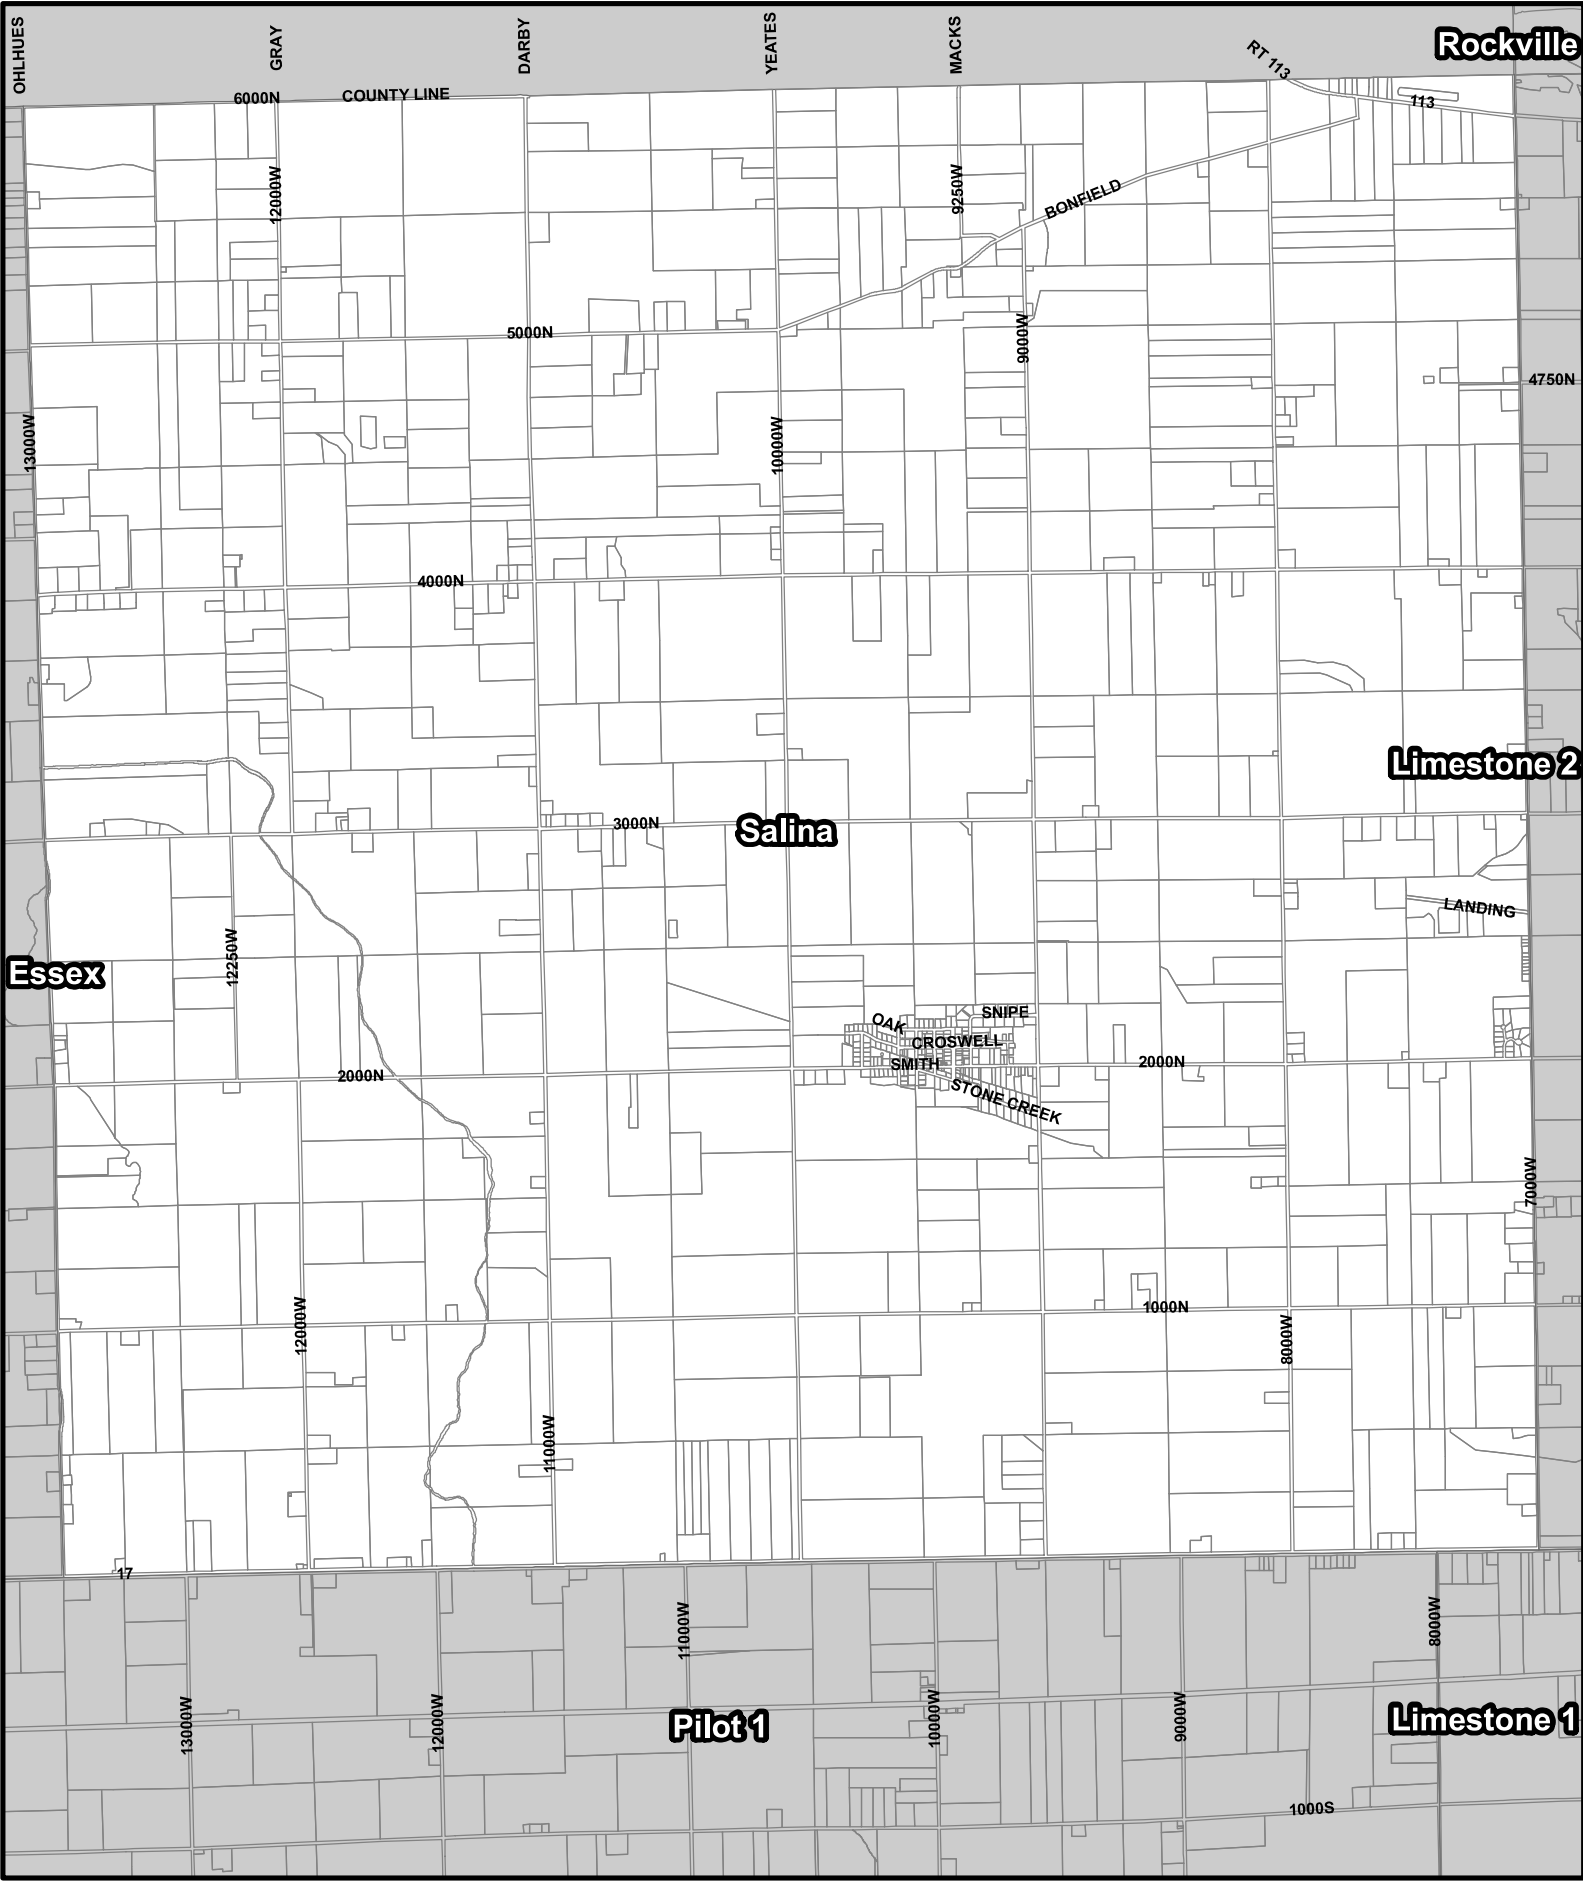 OHLHUES
GRAY
DARBY
YEATES
MACKS
RT 113
Rockville
6000N
COUNTY LINE
113
12000W
9250W
BONFIELD
5000N
9000W
4750N
13000W
10000W
4000N
Limestone 2
3000N
Salina
LANDING
12250W
Essex
OAK
SNIPE
CROSWELL
SMITH
2000N
2000N
STONE CREEK
7000W
12000W
1000N
8000W
11000W
17
11000W
8000W
13000W
12000W
Pilot 1
10000W
9000W
Limestone 1
1000S